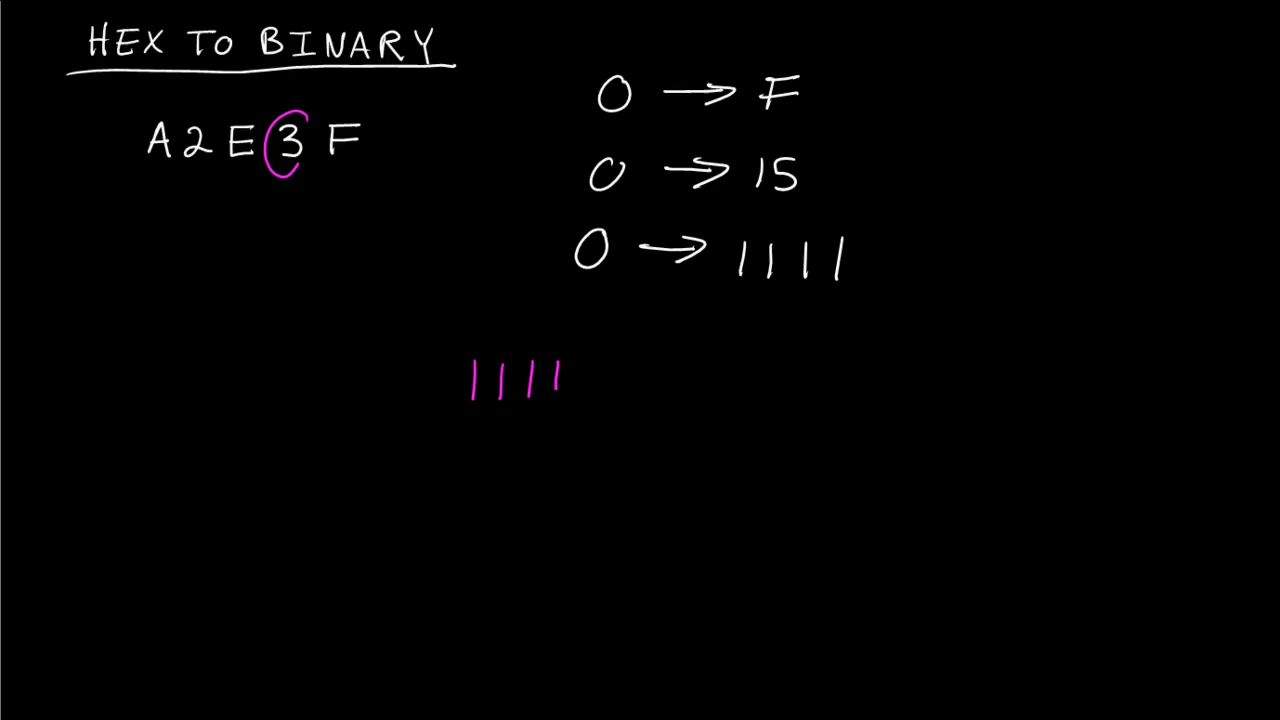 HEX TO BINARY
A2E3F
0 → F
0 → 15
0 → 1111
1111